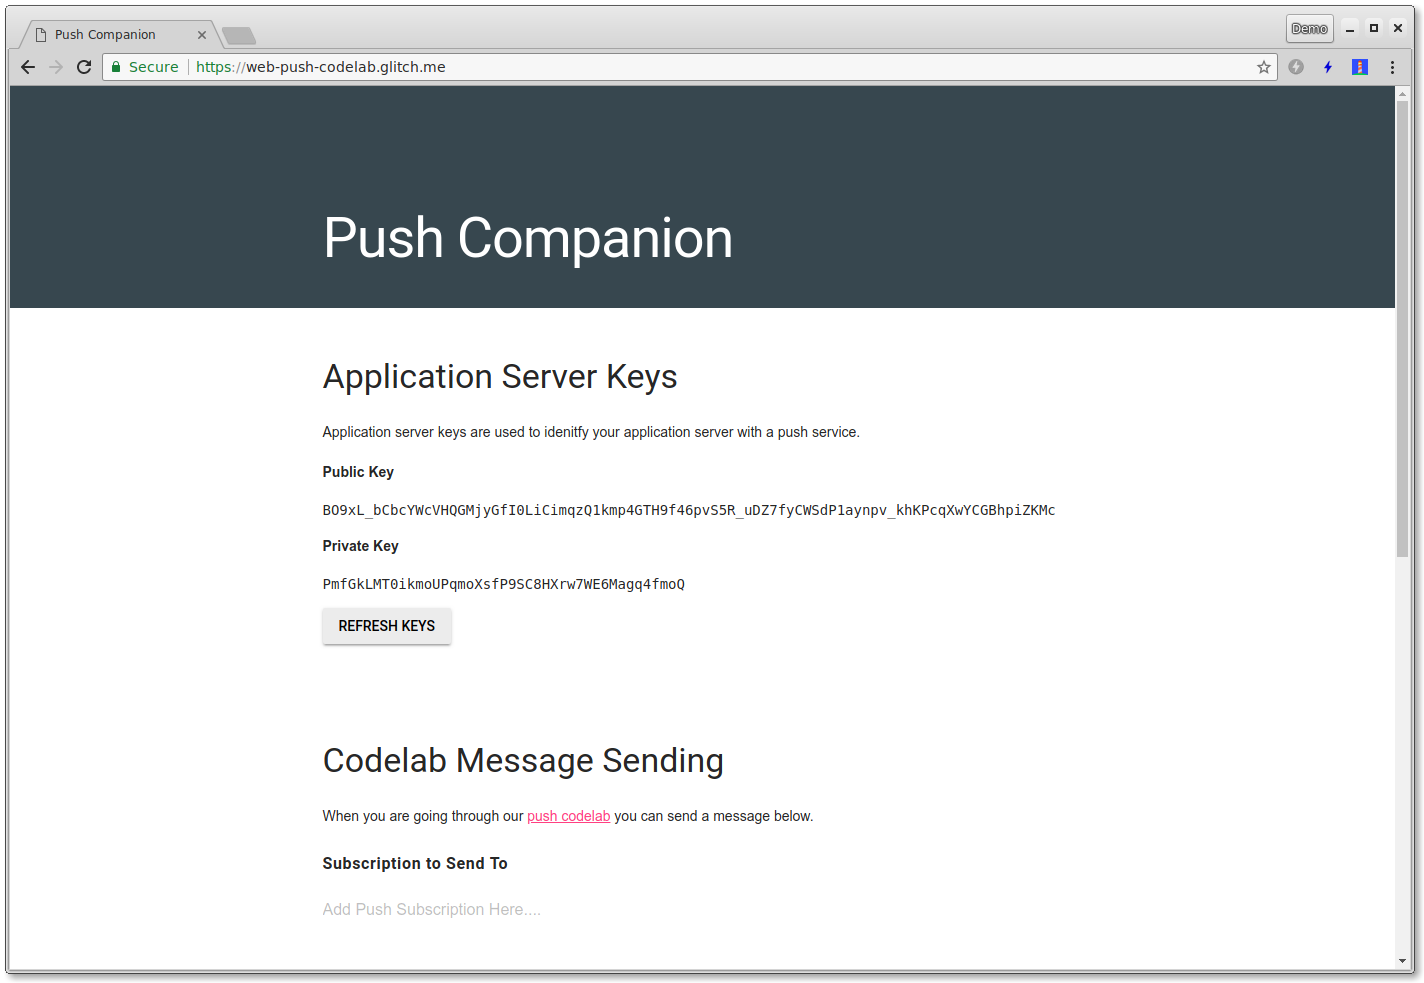 Push Companion
Demo
Secure
https://web-push-codelab.glitch.me
Push Companion
Application Server Keys
Application server keys are used to idenitfy your application server with a push service.
Public Key
BO9xL_bCbcYWcVHQGMjyGfI0LiCimqzQ1kmp4GTH9f46pvS5R_uDZ7fyCWSdP1aynpv_khKPcqXwYCGBhpiZKMc
Private Key
PmfGkLMT0ikmoUPqmoXsfP9SC8HXrw7WE6Magq4fmoQ
REFRESH KEYS
Codelab Message Sending
When you are going through our push codelab you can send a message below.
Subscription to Send To
Add Push Subscription Here....